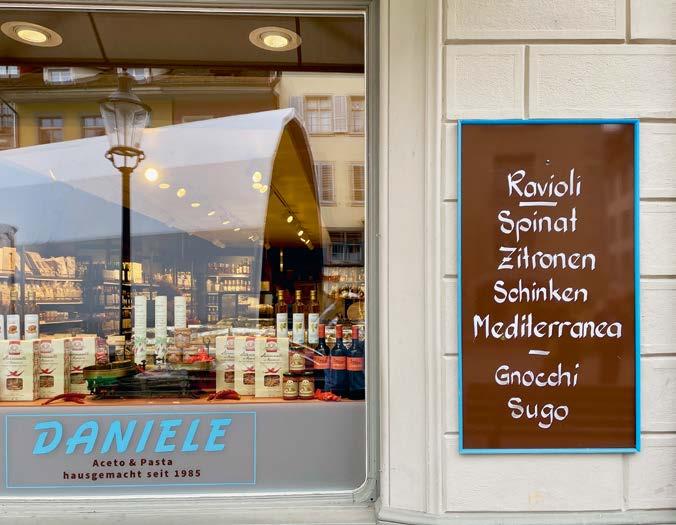 DANIELE
Aceto & Pasta
hausgemacht seit 1985
Ravioli
Spinat
Zitronen
Schinken
Mediterranea
Gnocchi
Sugo